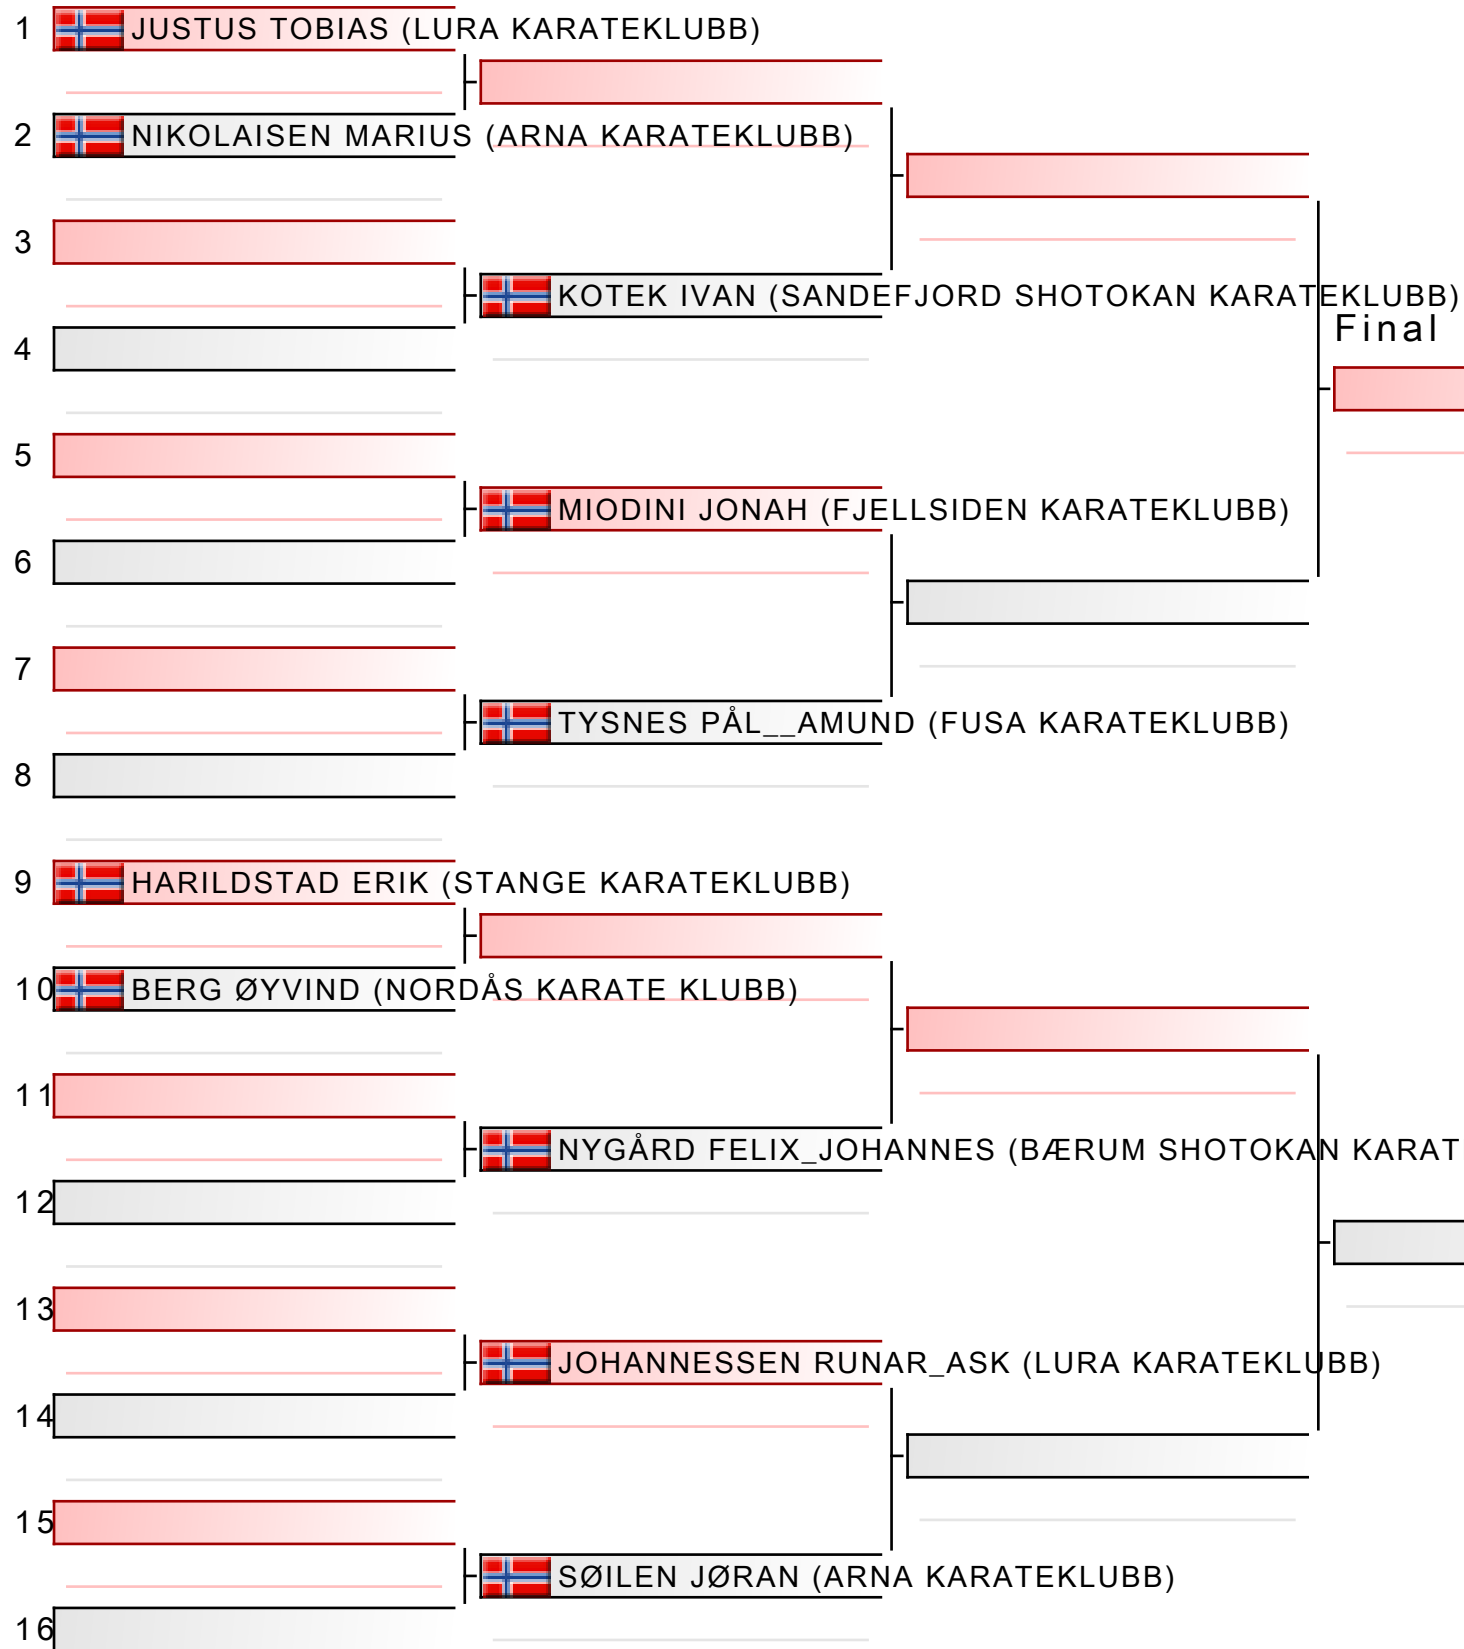 1 JUSTUS TOBIAS (LURA KARATEKLUBB)
2 NIKOLAISEN MARIUS (ARNA KARATEKLUBB)
3
KOTEK IVAN (SANDEFJORD SHOTOKAN KARATEKLUBB)
Final
4
5
MIODINI JONAH (FJELLSIDEN KARATEKLUBB)
6
7
TYSNES PÅL__AMUND (FUSA KARATEKLUBB)
8
9 HARILDSTAD ERIK (STANGE KARATEKLUBB)
10 BERG ØYVIND (NORDÅS KARATE KLUBB)
11
NYGÅRD FELIX_JOHANNES (BÆRUM SHOTOKAN KARAT
12
13
JOHANNESSEN RUNAR_ASK (LURA KARATEKLUBB)
14
15
SØILEN JØRAN (ARNA KARATEKLUBB)
16